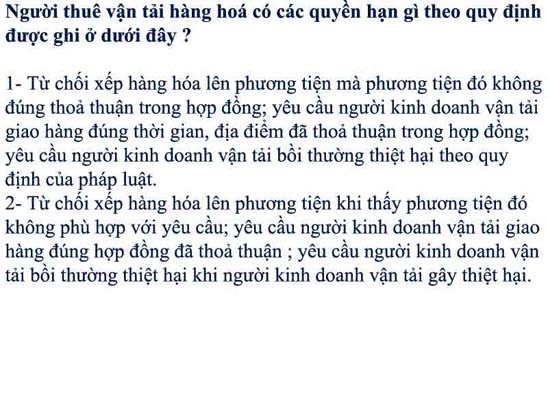 Người thuê vận tải hàng hoá có các quyền hạn gì theo quy định
được ghi ở dưới đây ?
1- Từ chối xếp hàng hóa lên phương tiện mà phương tiện đó không
đúng thoả thuận trong hợp đồng; yêu cầu người kinh doanh vận tải
giao hàng đúng thời gian, địa điểm đã thoả thuận trong hợp đồng;
yêu cầu người kinh doanh vận tải bồi thường thiệt hại theo quy
định của pháp luật.
2- Từ chối xếp hàng hóa lên phương tiện khi thấy phương tiện đó
không phù hợp với yêu cầu; yêu cầu người kinh doanh vận tải giao
hàng đúng hợp đồng đã thoả thuận ; yêu cầu người kinh doanh vận
tải bồi thường thiệt hại khi người kinh doanh vận tải gây thiệt hại.